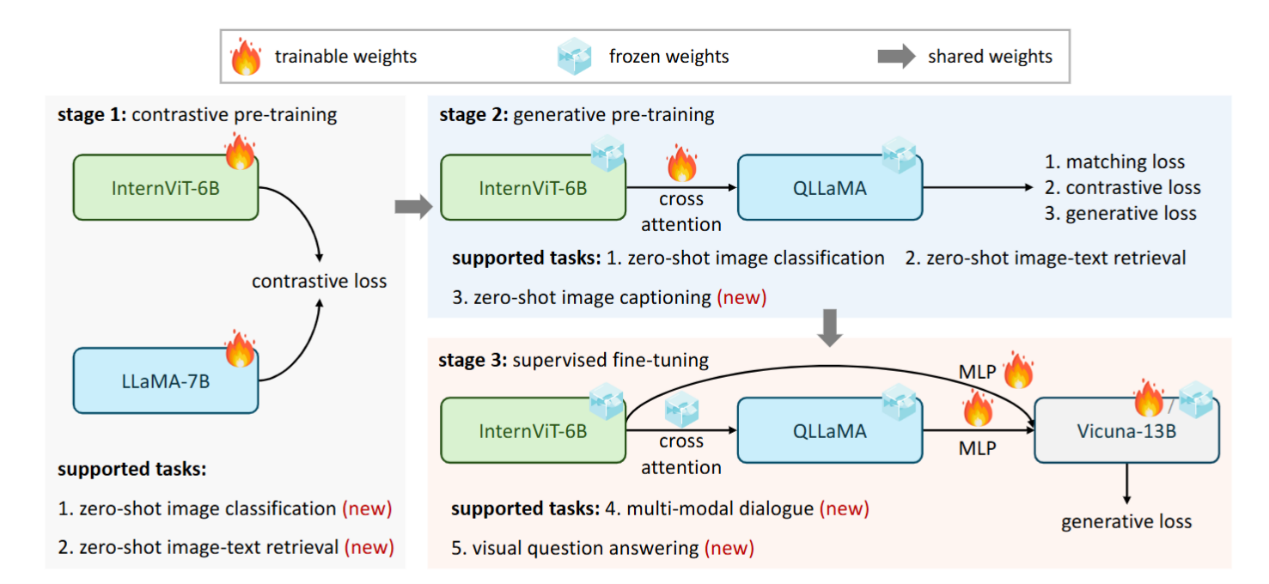 trainable weights
frozen weights
shared weights
stage 1: contrastive pre-training
InternViT-6B
contrastive loss
LLaMA-7B
supported tasks:
1. zero-shot image classification (new)
2. zero-shot image-text retrieval (new)
stage 2: generative pre-training
InternViT-6B
cross
attention
QLLaMA
1. matching loss
2. contrastive loss
3. generative loss
supported tasks: 1. zero-shot image classification 2. zero-shot image-text retrieval
3. zero-shot image captioning (new)
stage 3: supervised fine-tuning
MLP
InternViT-6B
cross
attention
QLLaMA
MLP
/
Vicuna-13B
generative loss
supported tasks: 4. multi-modal dialogue (new)
5. visual question answering (new)